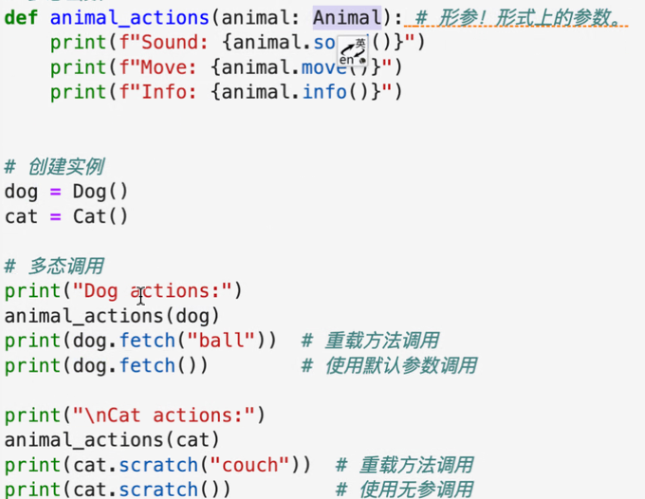 def animal_actions(animal: Animal): # 形参！形式上的参数。
print(f"Sound: {animal.so ()}")
英
en
print(f"Move: {animal.move()}")
print(f"Info: {animal.info()}")
# 创建实例
dog = Dog()
cat = Cat()
# 多态调用
print("Dog actions:")
animal_actions(dog)
print(dog.fetch("ball")) # 重载方法调用
print(dog.fetch()) # 使用默认参数调用
print("\nCat actions:")
animal_actions(cat)
print(cat.scratch("couch")) # 重载方法调用
print(cat.scratch()) # 使用无参调用